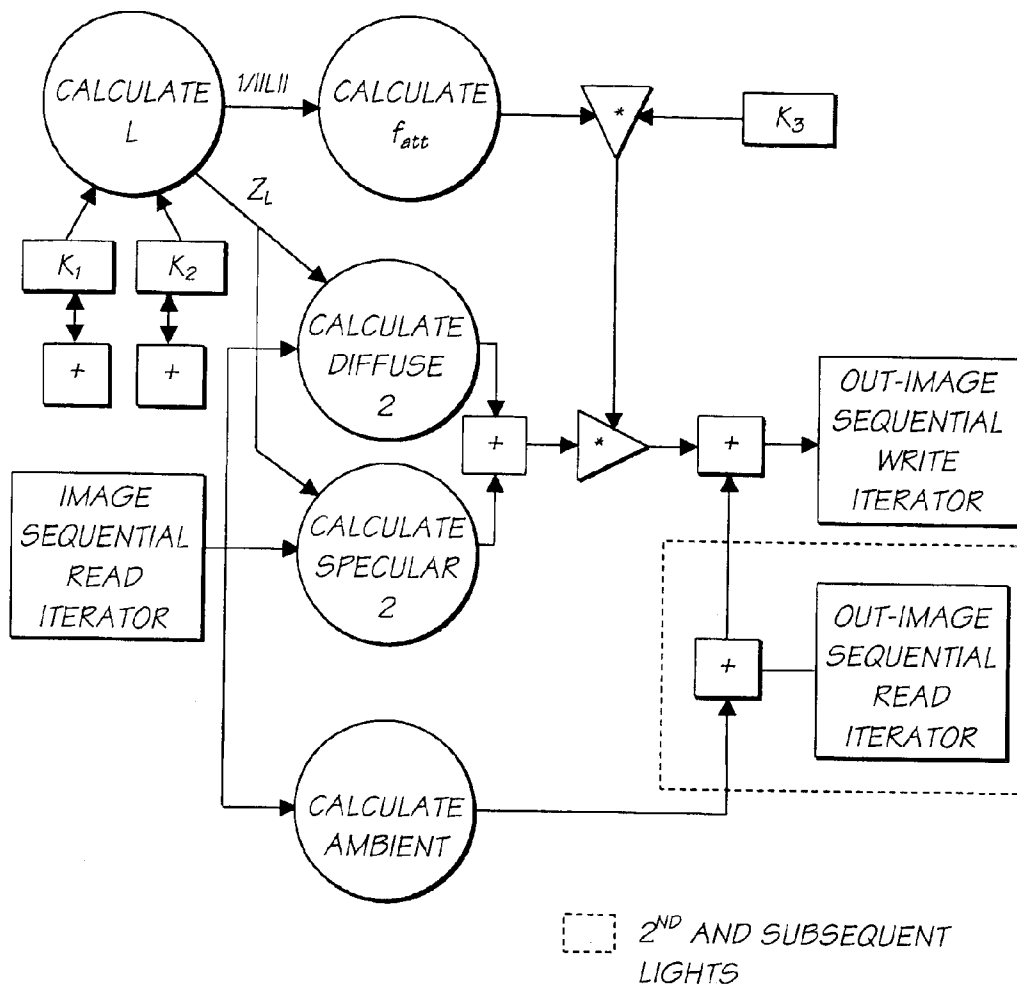 CALCULATE
L
1/||L||
CALCULATE
f_att
*
K₃
Z_L
K₁
K₂
+
+
CALCULATE
DIFFUSE
2
+
*
+
OUT-IMAGE
SEQUENTIAL
WRITE
ITERATOR
IMAGE
SEQUENTIAL
READ
ITERATOR
CALCULATE
SPECULAR
2
+
OUT-IMAGE
SEQUENTIAL
READ
ITERATOR
CALCULATE
AMBIENT
2ND AND SUBSEQUENT
LIGHTS